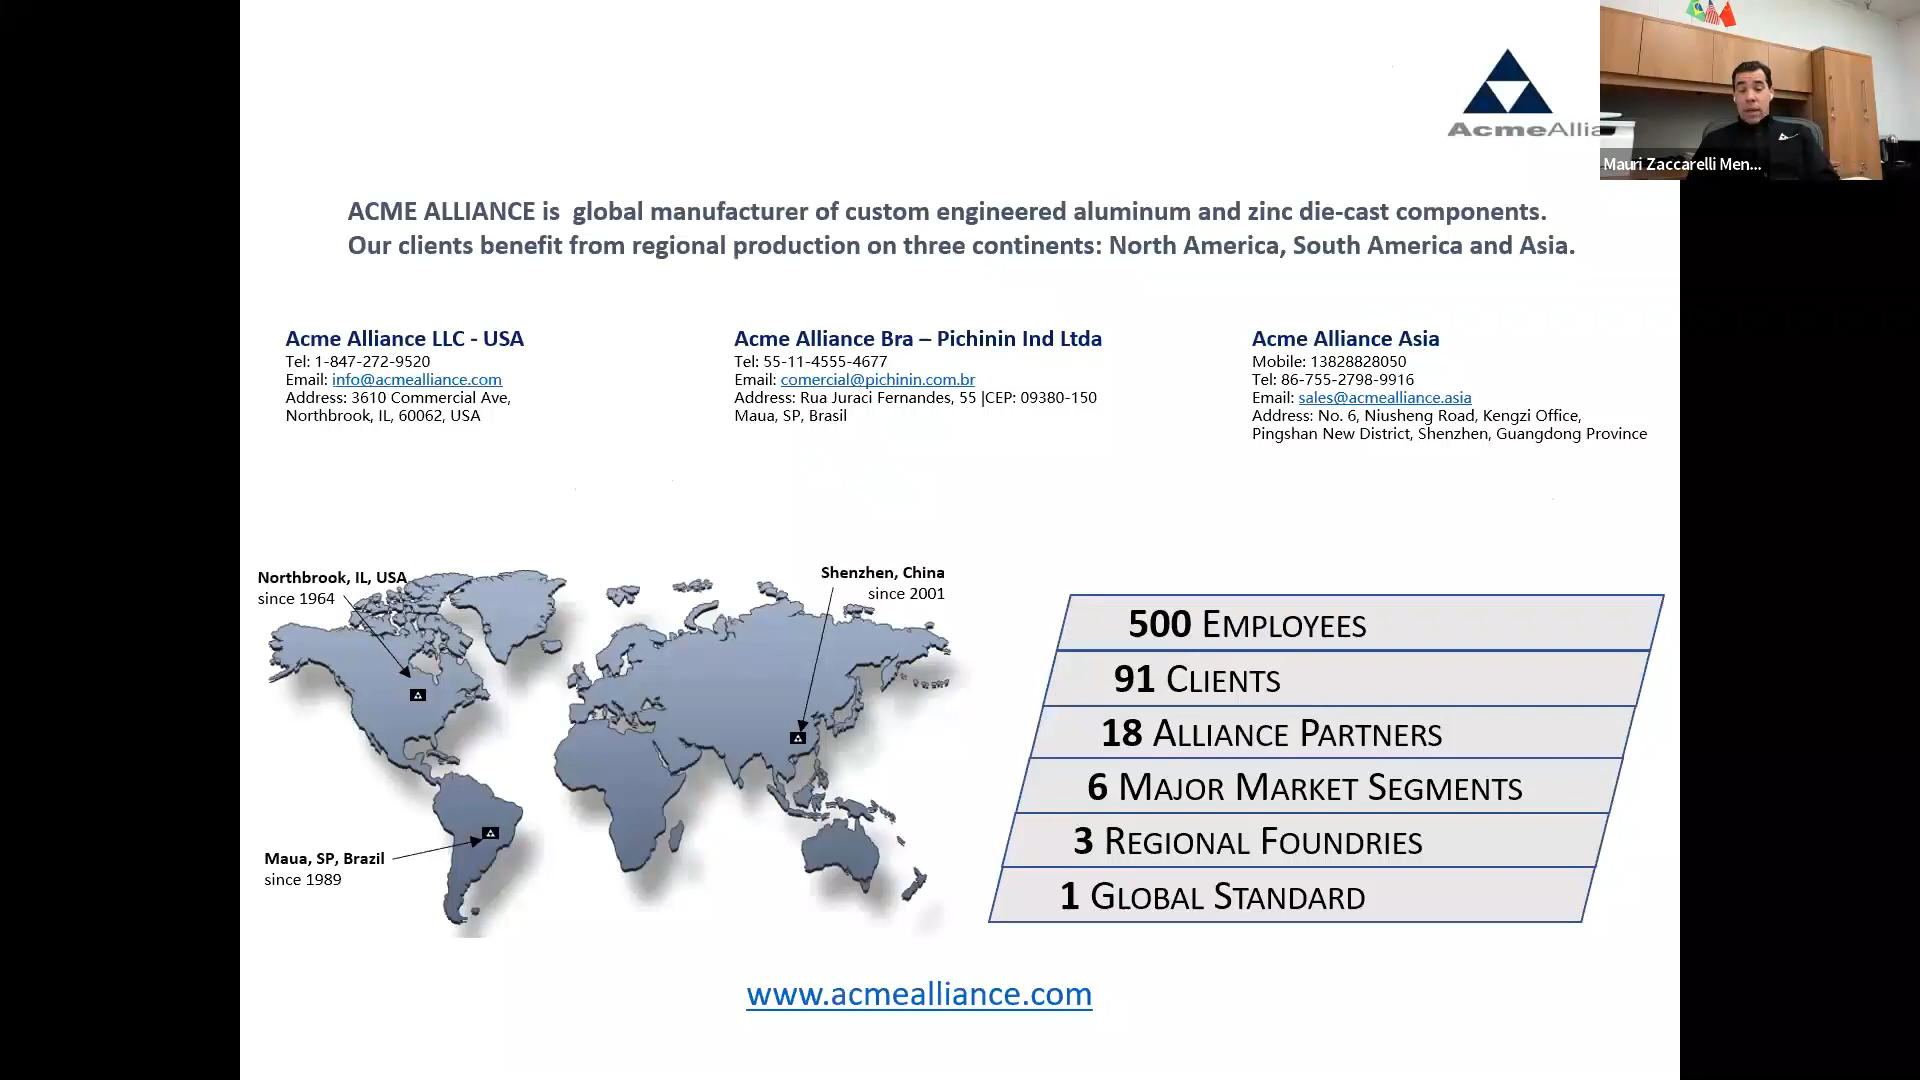 AcmeAllia
Mauri Zaccarelli Men...
ACME ALLIANCE is  global manufacturer of custom engineered aluminum and zinc die-cast components.
Our clients benefit from regional production on three continents: North America, South America and Asia.
Acme Alliance LLC - USA
Tel: 1-847-272-9520
Email: info@acmealliance.com
Address: 3610 Commercial Ave,
Northbrook, IL, 60062, USA
Acme Alliance Bra – Pichinin Ind Ltda
Tel: 55-11-4555-4677
Email: comercial@pichinin.com.br
Address: Rua Juraci Fernandes, 55 |CEP: 09380-150
Maua, SP, Brasil
Acme Alliance Asia
Mobile: 13828828050
Tel: 86-755-2798-9916
Email: sales@acmealliance.asia
Address: No. 6, Niusheng Road, Kengzi Office,
Pingshan New District, Shenzhen, Guangdong Province
Northbrook, IL, USA
since 1964
Shenzhen, China
since 2001
Maua, SP, Brazil
since 1989
500 EMPLOYEES
91 CLIENTS
18 ALLIANCE PARTNERS
6 MAJOR MARKET SEGMENTS
3 REGIONAL FOUNDRIES
1 GLOBAL STANDARD
www.acmealliance.com